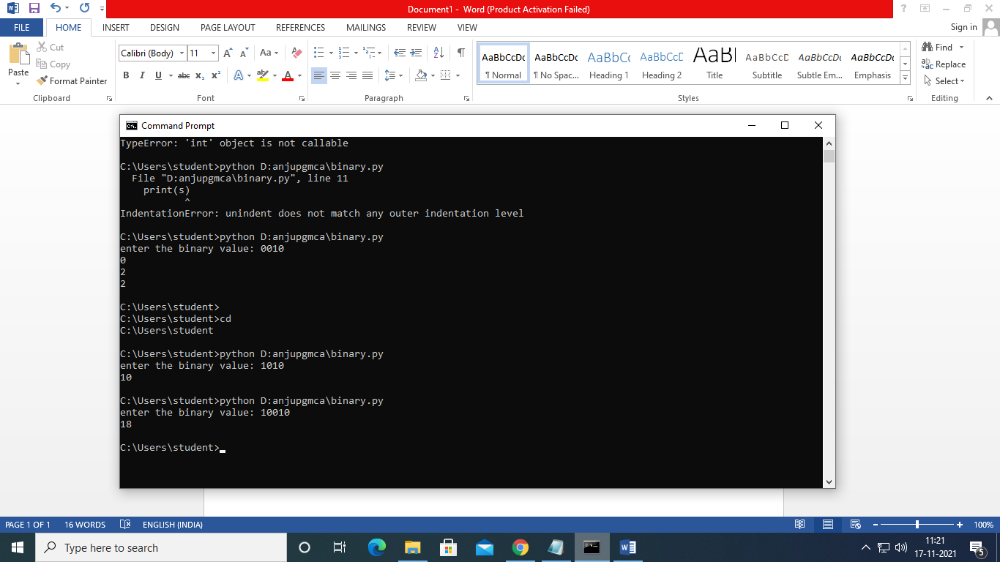 Document1 - Word (Product Activation Failed)
FILE HOME INSERT DESIGN PAGE LAYOUT REFERENCES MAILINGS REVIEW VIEW Sign in
Paste
Cut
Copy
Format Painter
Clipboard
Calibri (Body) 11
B I U abc x₂ x²
Font
Paragraph
AaBbCcDc AaBbCcDc AaBbCc AaBbCcD AaBl AaBbCcD AaBbCcDc AaBbCcDc
¶ Normal ¶ No Spac... Heading 1 Heading 2 Title Subtitle Subtle Em... Emphasis
Styles
Find
Replace
Select
Editing
Command Prompt
TypeError: 'int' object is not callable
C:\Users\student>python D:anjupgmca\binary.py
File "D:anjupgmca\binary.py", line 11
print(s)
^
IndentationError: unindent does not match any outer indentation level
C:\Users\student>python D:anjupgmca\binary.py
enter the binary value: 0010
0
2
2
C:\Users\student>
C:\Users\student>cd
C:\Users\student
C:\Users\student>python D:anjupgmca\binary.py
enter the binary value: 1010
10
C:\Users\student>python D:anjupgmca\binary.py
enter the binary value: 10010
18
C:\Users\student>
PAGE 1 OF 1 16 WORDS ENGLISH (INDIA) 100%
Type here to search
11:21
17-11-2021
5